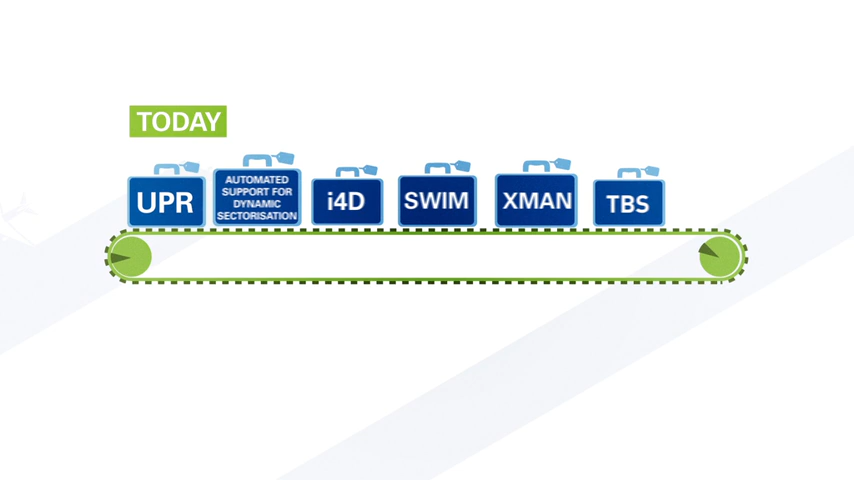 TODAY
UPR
AUTOMATED
SUPPORT FOR
DYNAMIC
SECTORISATION
i4D
SWIM
XMAN
TBS